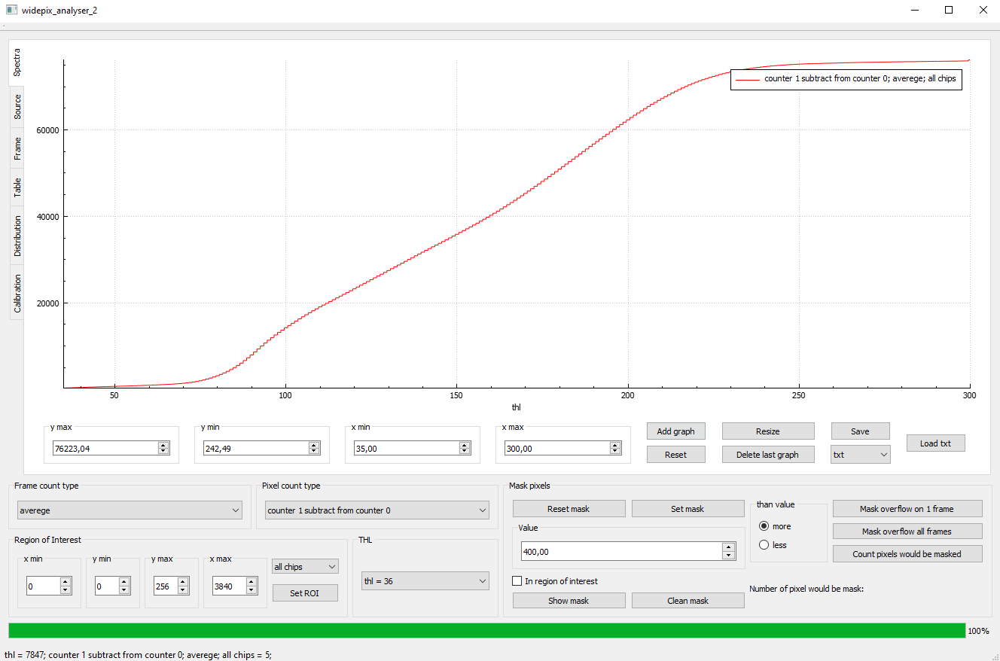 widepix_analyser_2
Spectra
Source
Frame
Table
Distribution
Calibration
counter 1 subtract from counter 0; averege; all chips
60000
40000
20000
50
100
150
200
250
300
thl
y max
76223,04
y min
242,49
x min
35,00
x max
300,00
Add graph
Resize
Save
Load txt
Reset
Delete last graph
txt
Frame count type
averege
Pixel count type
counter 1 subtract from counter 0
Region of Interest
x min
0
y min
0
y max
256
x max
3840
all chips
Set ROI
THL
thl = 36
Mask pixels
Reset mask
Set mask
Value
400,00
In region of interest
Show mask
Clean mask
than value
more
less
Mask overflow on 1 frame
Mask overflow all frames
Count pixels would be masked
Number of pixel would be mask:
100%
thl = 7847; counter 1 subtract from counter 0; averege; all chips = 5;